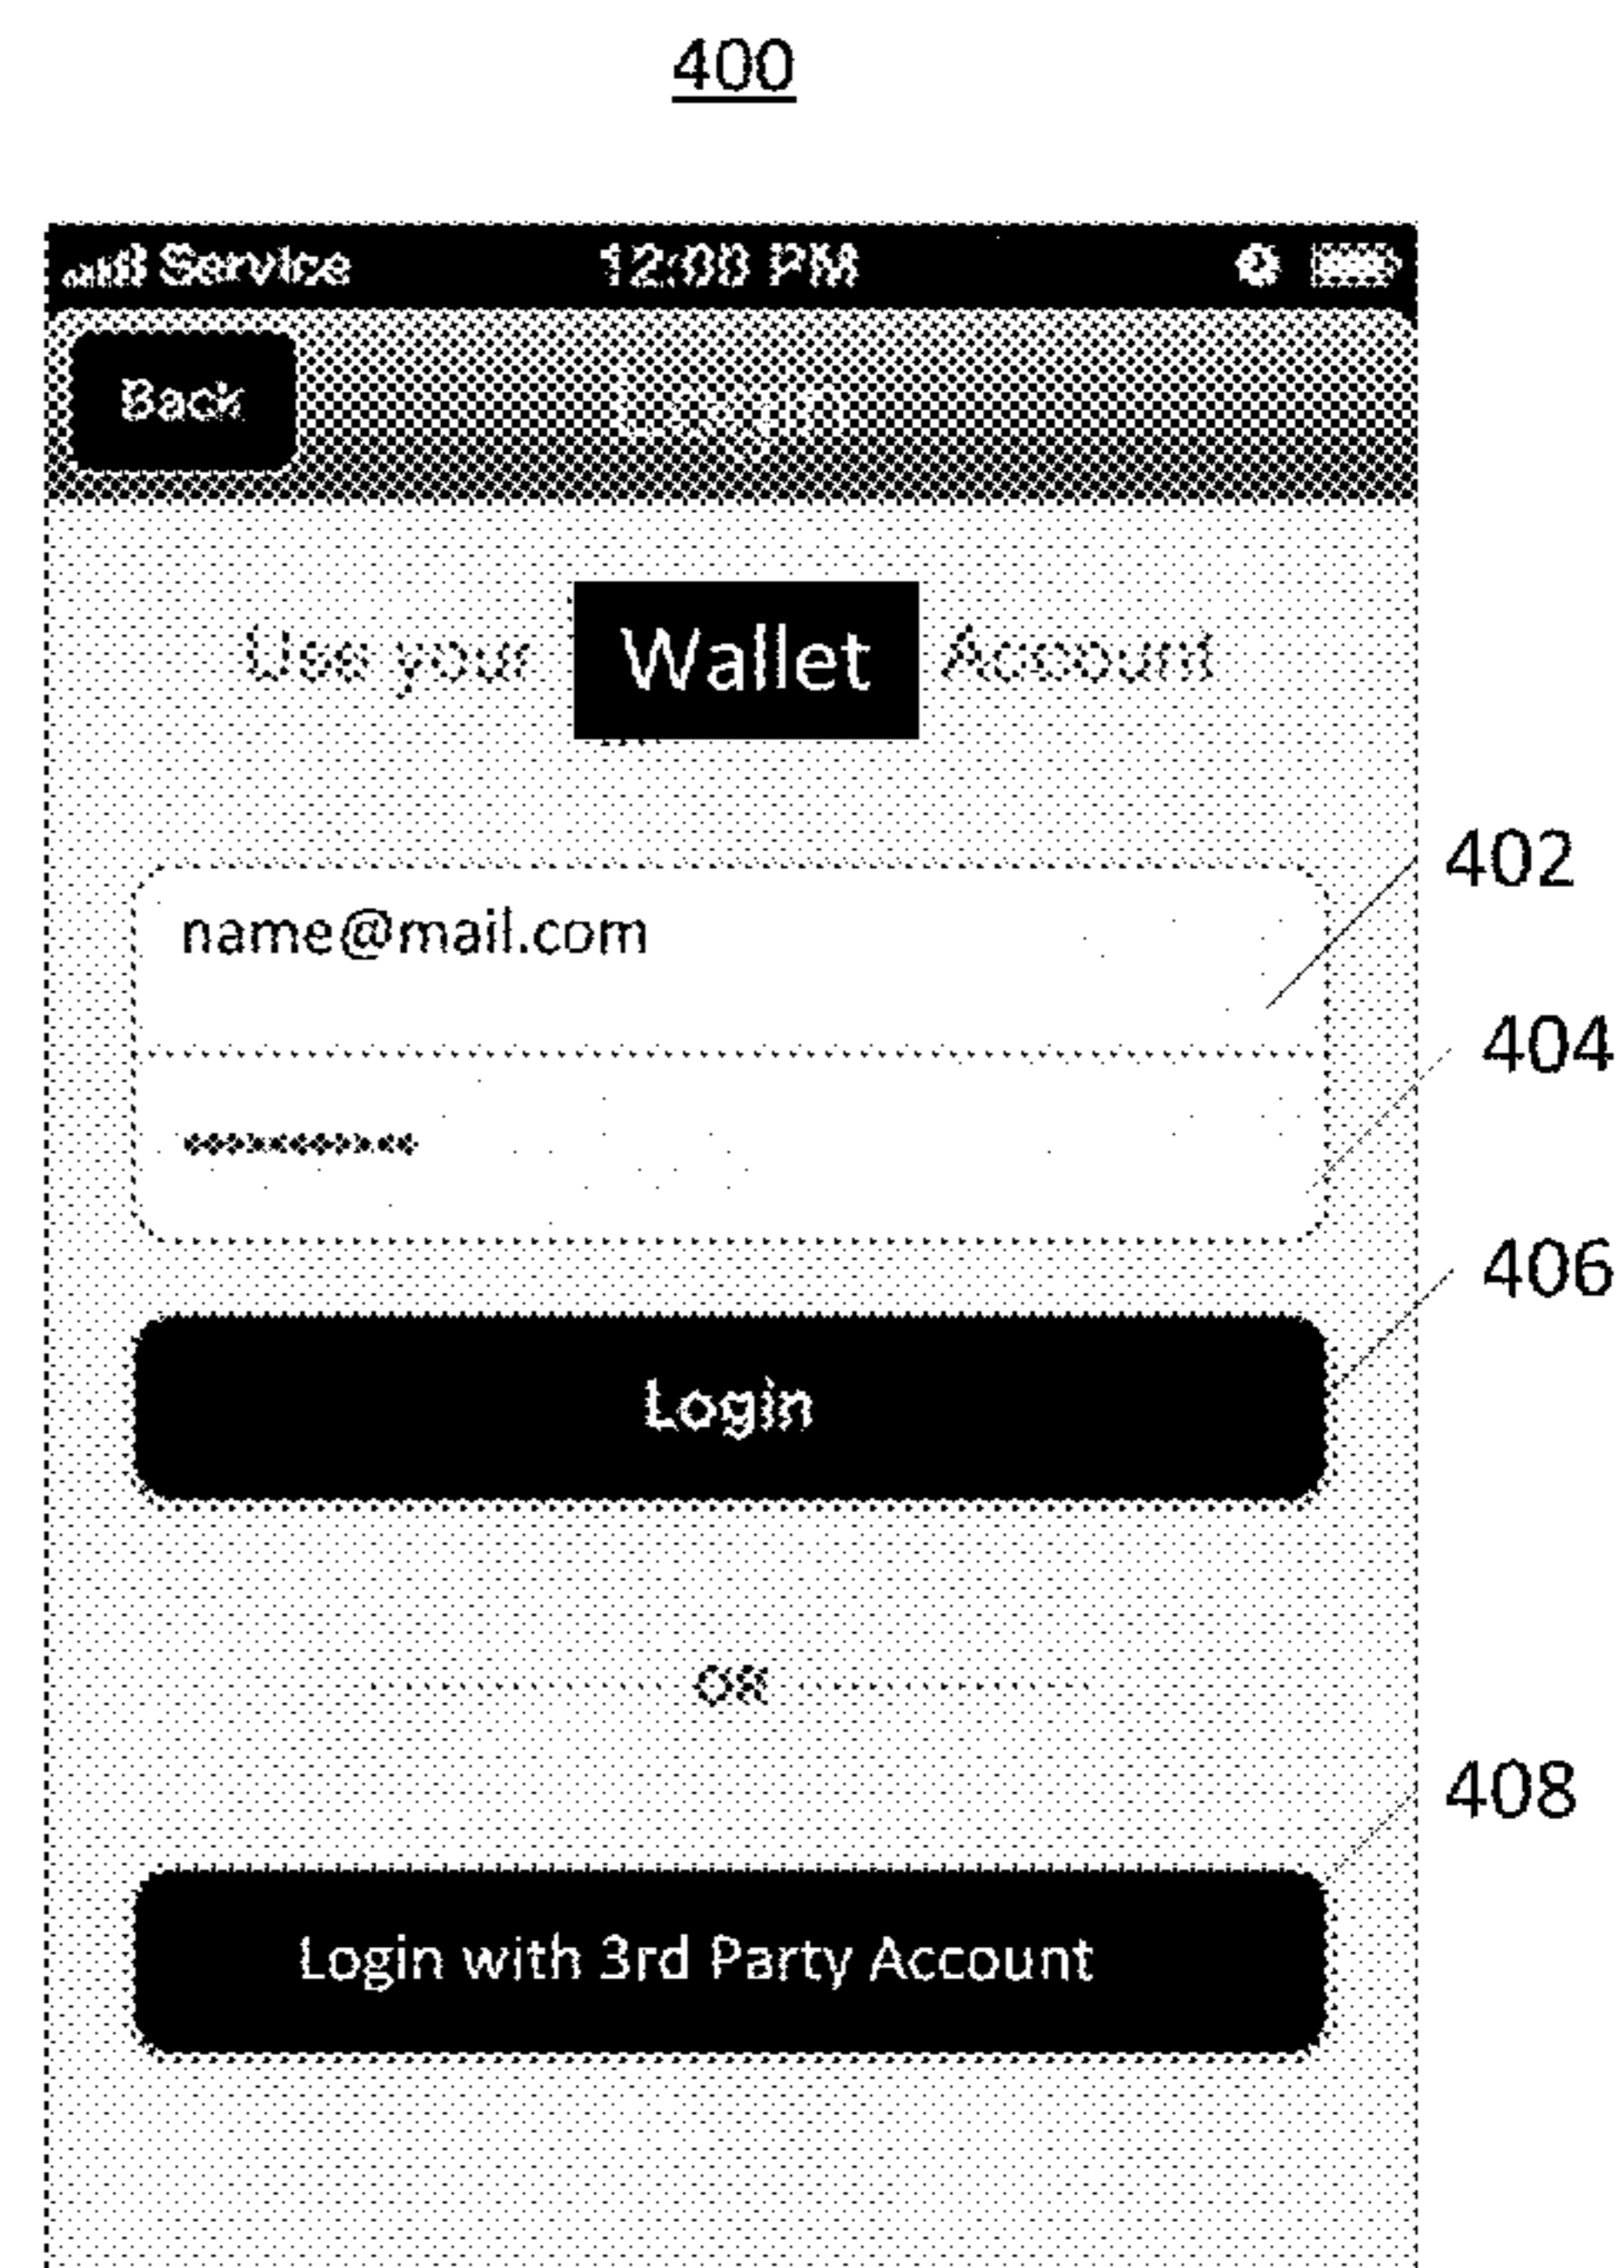 400
Service 12:00 PM
Back Login
Use your Wallet Account
402
name@mail.com
404
406
Login
OR
408
Login with 3rd Party Account